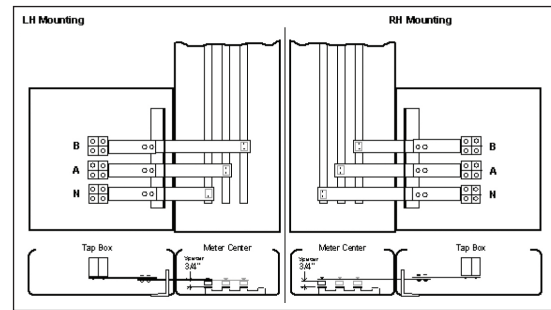 LH Mounting
RH Mounting
B
A
N
B
A
N
Tap Box
Meter Center
Meter Center
Tap Box
Spacer
3/4"
Spacer
3/4"